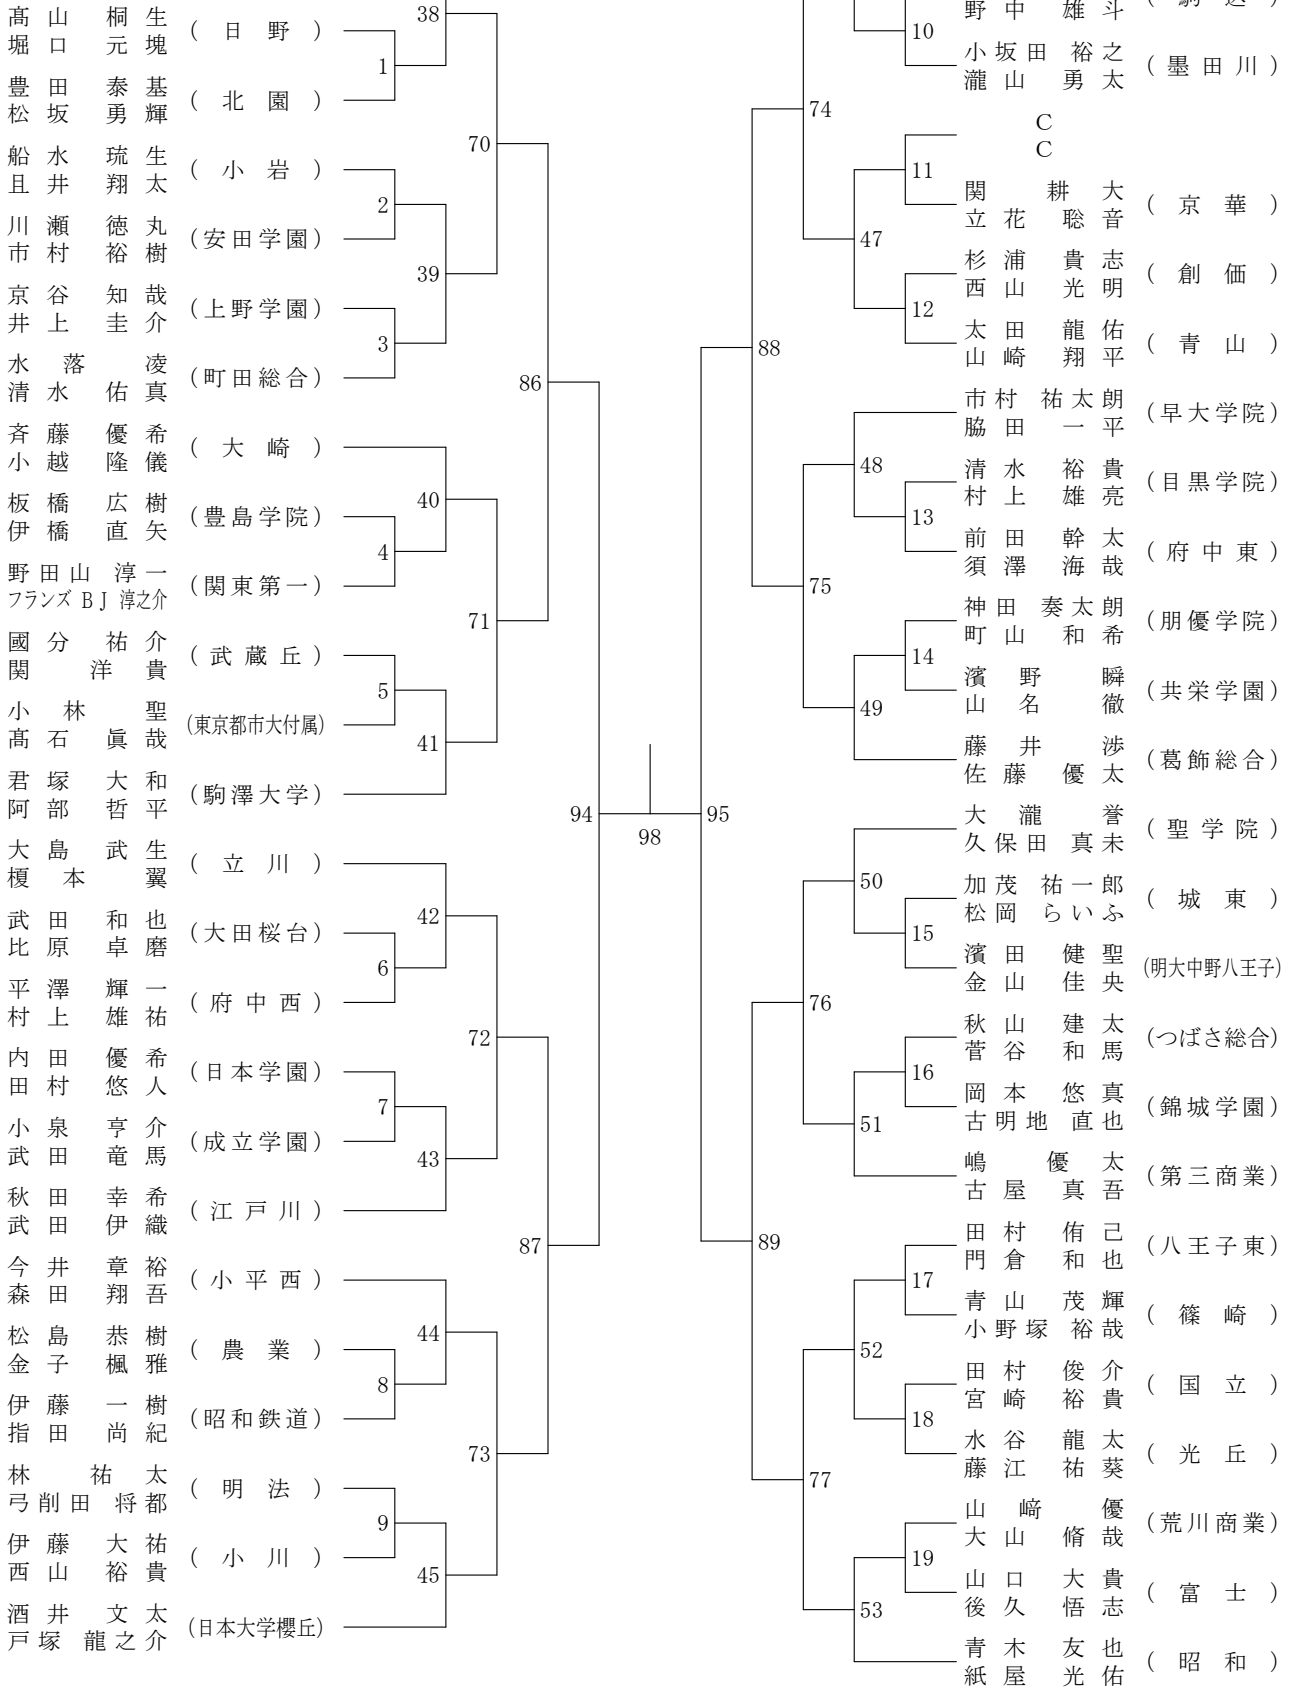 髙山 桐生
堀口 元塊
(日野)
豊田 泰基
松坂 勇輝
(北園)
船水 琉生
且井 翔太
(小岩)
川瀬 徳丸
市村 裕樹
(安田学園)
京谷 知哉
井上 圭介
(上野学園)
水落 凌
清水 佑真
(町田総合)
斉藤 優希
小越 隆儀
(大崎)
板橋 広樹
伊橋 直矢
(豊島学院)
野田山 淳一
フランズ BJ 淳之介
(関東第一)
國分 祐介
関 洋貴
(武蔵丘)
小林 聖
髙石 眞哉
(東京都市大付属)
君塚 大和
阿部 哲平
(駒澤大学)
大島 武生
榎本 翼
(立川)
武田 和也
比原 卓磨
(大田桜台)
平澤 輝一
村上 雄祐
(府中西)
内田 優希
田村 悠人
(日本学園)
小泉 亨介
武田 竜馬
(成立学園)
秋田 幸希
武田 伊織
(江戸川)
今井 章裕
森田 翔吾
(小平西)
松島 恭樹
金子 楓雅
(農業)
伊藤 一樹
指田 尚紀
(昭和鉄道)
林 祐太
弓削田 将都
(明法)
伊藤 大祐
西山 裕貴
(小川)
酒井 文太
戸塚 龍之介
(日本大学櫻丘)
1
2
3
4
5
6
7
8
9
38
39
40
41
42
43
44
45
70
71
72
73
86
87
94
98
95
88
89
74
75
76
77
47
48
49
50
51
52
53
10
11
12
13
14
15
16
17
18
19
野中 雄斗
小坂田 裕之
瀧山 勇太
(墨田川)
C
C
関 耕大
立花 聡音
(京華)
杉浦 貴志
西山 光明
(創価)
太田 龍佑
山崎 翔平
(青山)
市村 祐太朗
脇田 一平
(早大学院)
清水 裕貴
村上 雄亮
(目黒学院)
前田 幹太
須澤 海哉
(府中東)
神田 奏太朗
町山 和希
(朋優学院)
濱野 瞬
山名 徹
(共栄学園)
藤井 渉
佐藤 優太
(葛飾総合)
大瀧 誉
久保田 真未
(聖学院)
加茂 祐一郎
松岡 らいふ
(城東)
濱田 健聖
金山 佳央
(明大中野八王子)
秋山 建太
菅谷 和馬
(つばさ総合)
岡本 悠真
古明地 直也
(錦城学園)
嶋 優太
古屋 真吾
(第三商業)
田村 侑己
門倉 和也
(八王子東)
青山 茂輝
小野塚 裕哉
(篠崎)
田村 俊介
宮崎 裕貴
(国立)
水谷 龍太
藤江 祐葵
(光丘)
山﨑 優
大山 脩哉
(荒川商業)
山口 大貴
後久 悟志
(富士)
青木 友也
紙屋 光佑
(昭和)